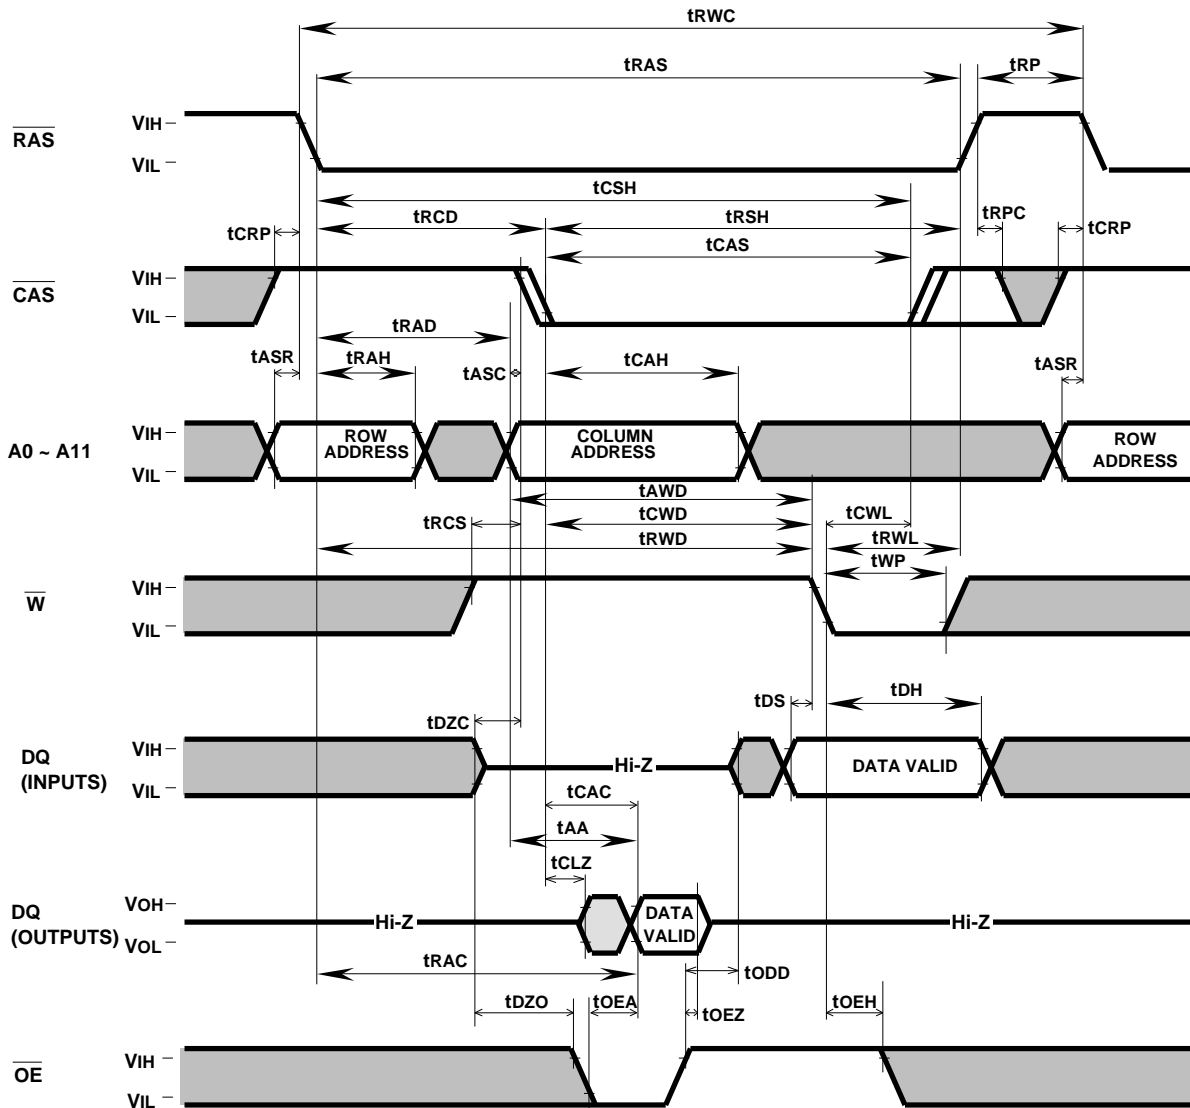 tRWC
tRAS
tRP
RAS
VIH
VIL
tCSH
tRCD
tRSH
tRPC
tCRP
tCAS
tCRP
CAS
VIH
VIL
tRAD
tASR
tRAH
tASC
tCAH
tASR
A0 ~ A11
VIH
VIL
ROW
ADDRESS
COLUMN
ADDRESS
ROW
ADDRESS
tAWD
tRCS
tCWD
tCWL
tRWD
tRWL
tWP
W
VIH
VIL
tDS
tDH
tDZC
DQ
(INPUTS)
VIH
VIL
Hi-Z
DATA VALID
tCAC
tAA
tCLZ
DQ
(OUTPUTS)
VOH
VOL
Hi-Z
DATA
VALID
Hi-Z
tRAC
tODD
tDZO
tOEA
tOEZ
tOEH
OE
VIH
VIL